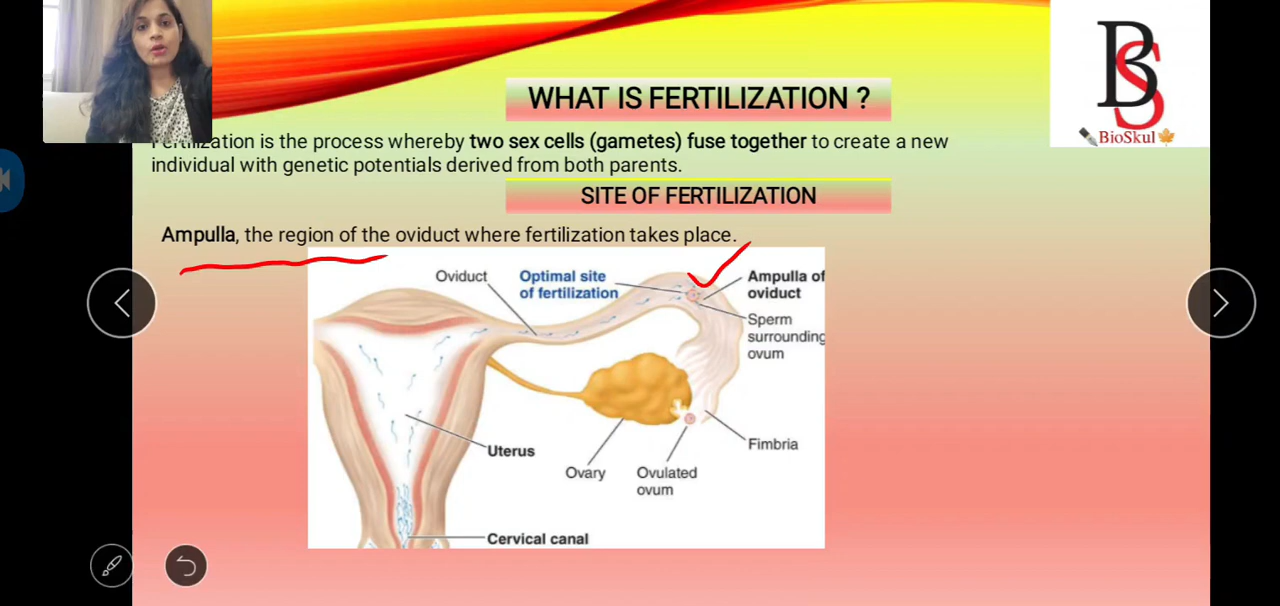 BS
BioSkul
WHAT IS FERTILIZATION ?
Fertilization is the process whereby two sex cells (gametes) fuse together to create a new
individual with genetic potentials derived from both parents.
SITE OF FERTILIZATION
Ampulla, the region of the oviduct where fertilization takes place.
Oviduct
Optimal site
of fertilization
Ampulla of
oviduct
Sperm
surrounding
ovum
Uterus
Fimbria
Ovary
Ovulated
ovum
Cervical canal